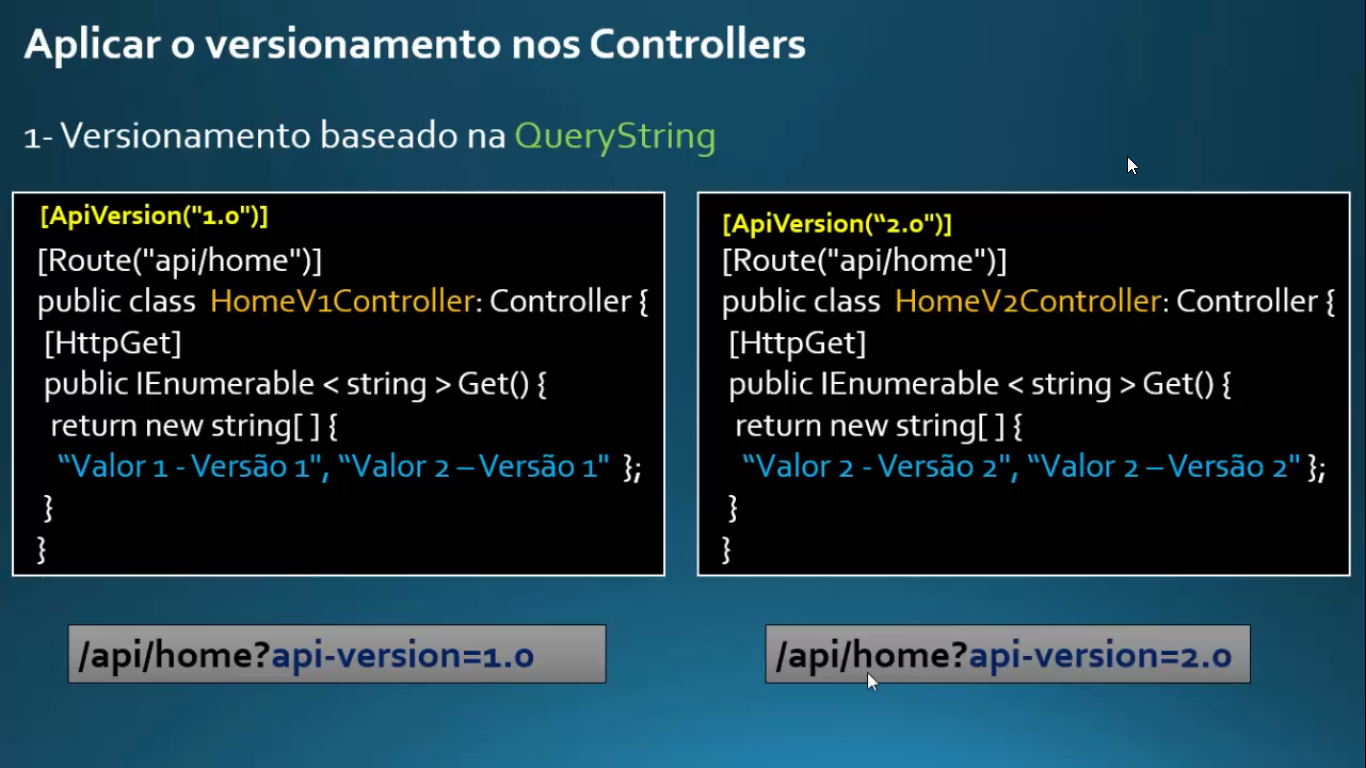 Aplicar o versionamento nos Controllers
1- Versionamento baseado na QueryString
[ApiVersion("1.0")]
[Route("api/home")]
public class HomeV1Controller: Controller {
[HttpGet]
public IEnumerable < string > Get() {
return new string[ ] {
“Valor 1 - Versão 1", “Valor 2 – Versão 1" };
}
}
[ApiVersion(“2.0")]
[Route("api/home")]
public class HomeV2Controller: Controller {
[HttpGet]
public IEnumerable < string > Get() {
return new string[ ] {
“Valor 2 - Versão 2", “Valor 2 – Versão 2" };
}
}
/api/home?api-version=1.0
/api/home?api-version=2.0